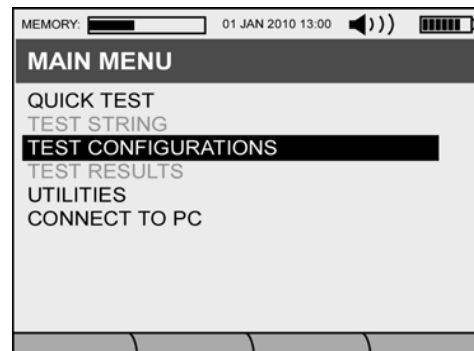 MEMORY: 01 JAN 2010 13:00
MAIN MENU
QUICK TEST
TEST STRING
TEST CONFIGURATIONS
TEST RESULTS
UTILITIES
CONNECT TO PC